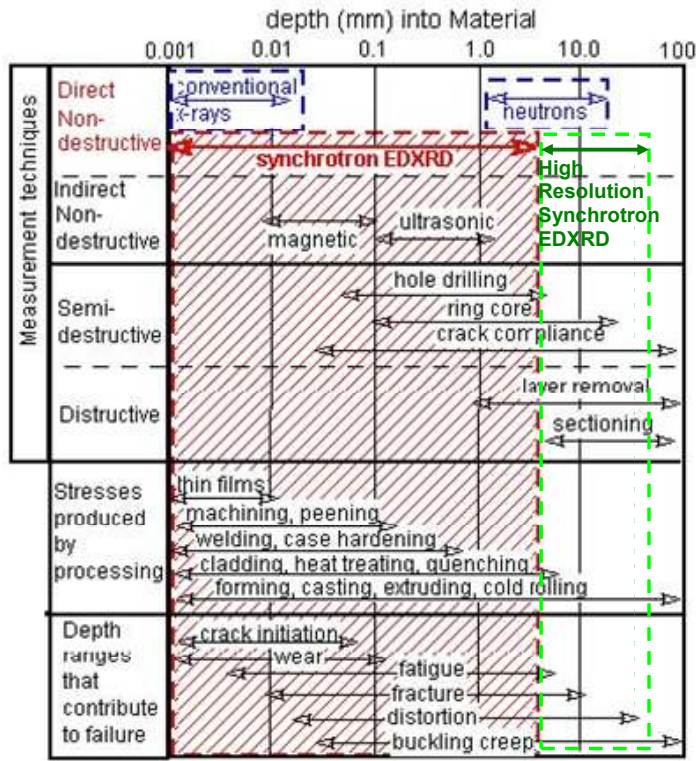 depth (mm) into Material
0.001 0.01 0.1 1.0 10.0 100
Measurement techniques
Direct
Non-
destructive
conventional
x-rays
neutrons
synchrotron EDXRD
High
Resolution
Synchrotron
EDXRD
Indirect
Non-
destructive
magnetic
ultrasonic
Semi-
destructive
hole drilling
ring core
crack compliance
Distructive
layer removal
sectioning
Stresses
produced
by
processing
thin films
machining, peening
welding, case hardening
cladding, heat treating, quenching
forming, casting, extruding, cold rolling
Depth
ranges
that
contribute
to failure
crack initiation
wear
fatigue
fracture
distortion
buckling creep